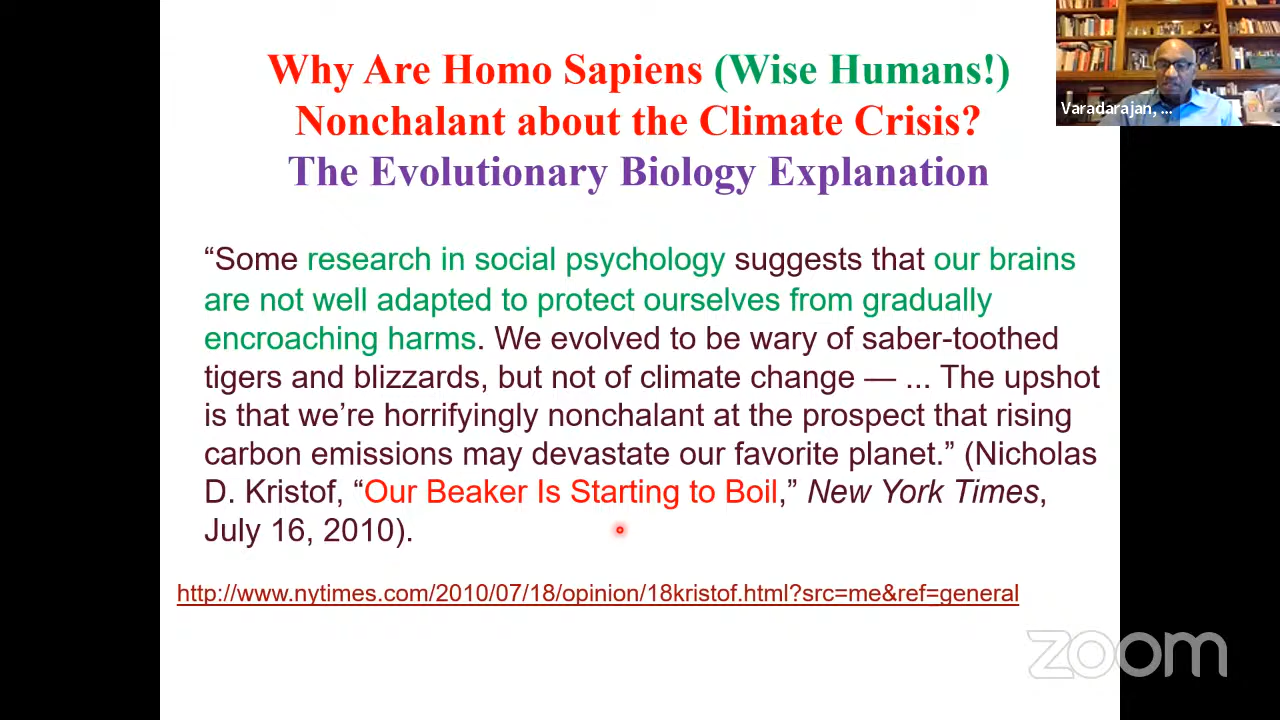 Why Are Homo Sapiens (Wise Humans!)
Nonchalant about the Climate Crisis?
The Evolutionary Biology Explanation
Varadarajan, ...
“Some research in social psychology suggests that our brains
are not well adapted to protect ourselves from gradually
encroaching harms. We evolved to be wary of saber-toothed
tigers and blizzards, but not of climate change — ... The upshot
is that we’re horrifyingly nonchalant at the prospect that rising
carbon emissions may devastate our favorite planet.” (Nicholas
D. Kristof, “Our Beaker Is Starting to Boil,” New York Times,
July 16, 2010).
http://www.nytimes.com/2010/07/18/opinion/18kristof.html?src=me&ref=general
zoom